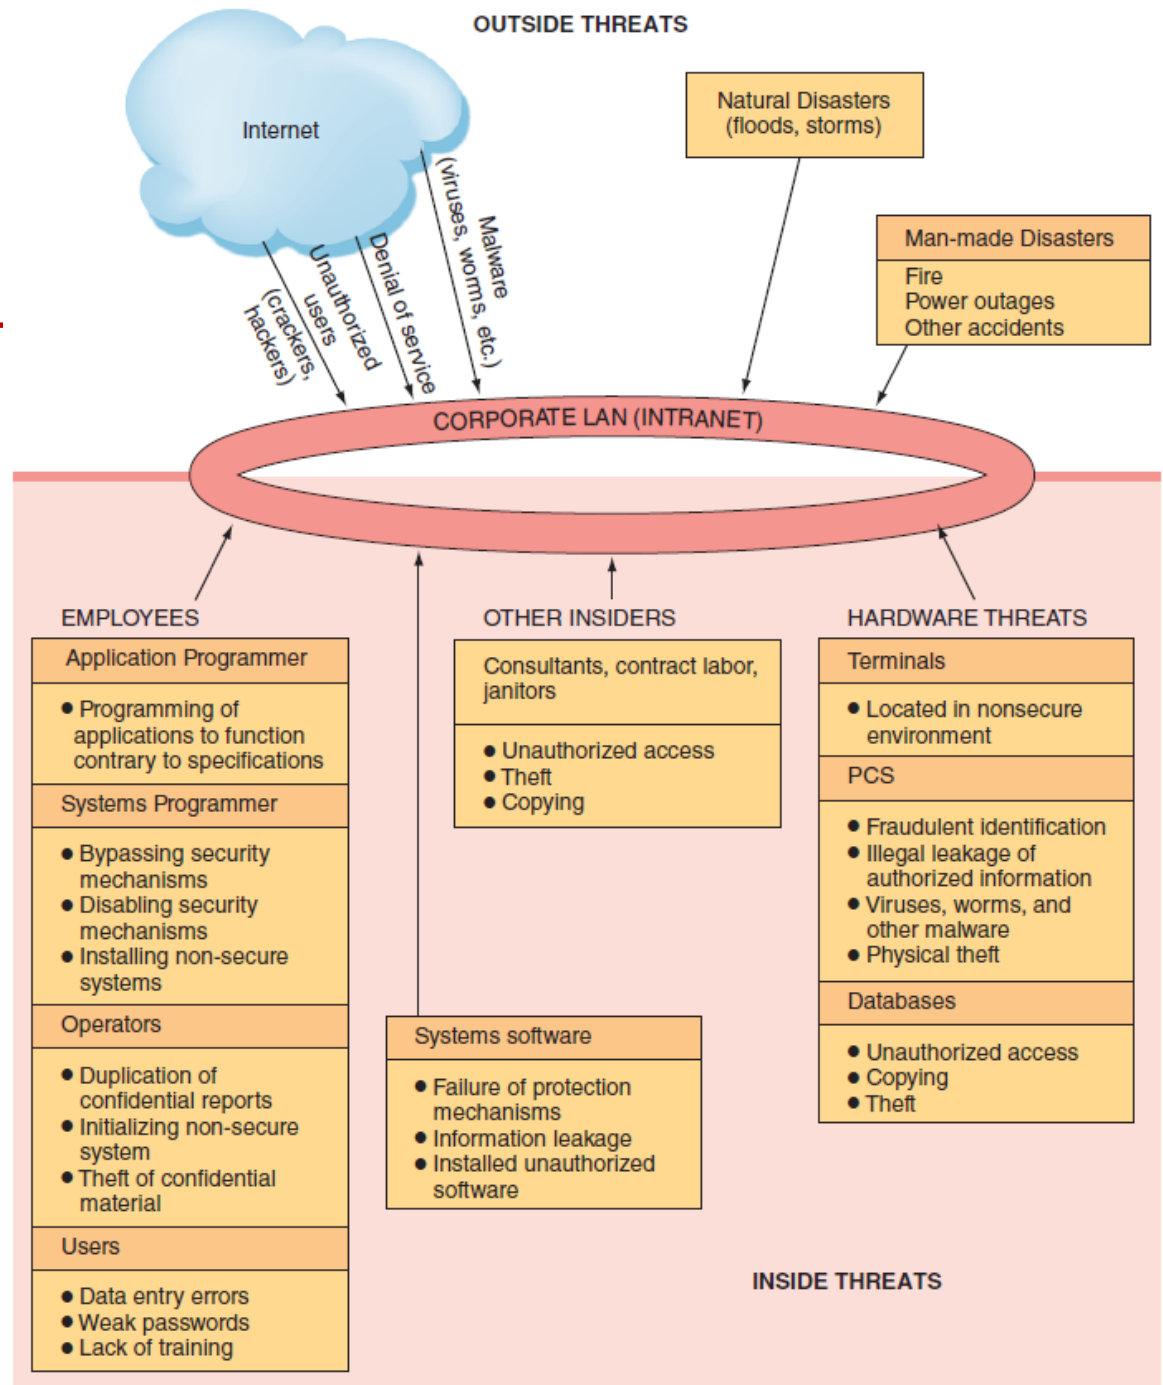 OUTSIDE THREATS
Internet
Natural Disasters
(floods, storms)
Man-made Disasters
Fire
Power outages
Other accidents
Malware
(viruses, worms, etc.)
Denial of service
Unauthorized
users
(crackers,
hackers)
CORPORATE LAN (INTRANET)
EMPLOYEES
Application Programmer
● Programming of
applications to function
contrary to specifications
Systems Programmer
● Bypassing security
mechanisms
● Disabling security
mechanisms
● Installing non-secure
systems
Operators
● Duplication of
confidential reports
● Initializing non-secure
system
● Theft of confidential
material
Users
● Data entry errors
● Weak passwords
● Lack of training
Systems software
● Failure of protection
mechanisms
● Information leakage
● Installed unauthorized
software
OTHER INSIDERS
Consultants, contract labor,
janitors
● Unauthorized access
● Theft
● Copying
HARDWARE THREATS
Terminals
● Located in nonsecure
environment
PCS
● Fraudulent identification
● Illegal leakage of
authorized information
● Viruses, worms, and
other malware
● Physical theft
Databases
● Unauthorized access
● Copying
● Theft
INSIDE THREATS